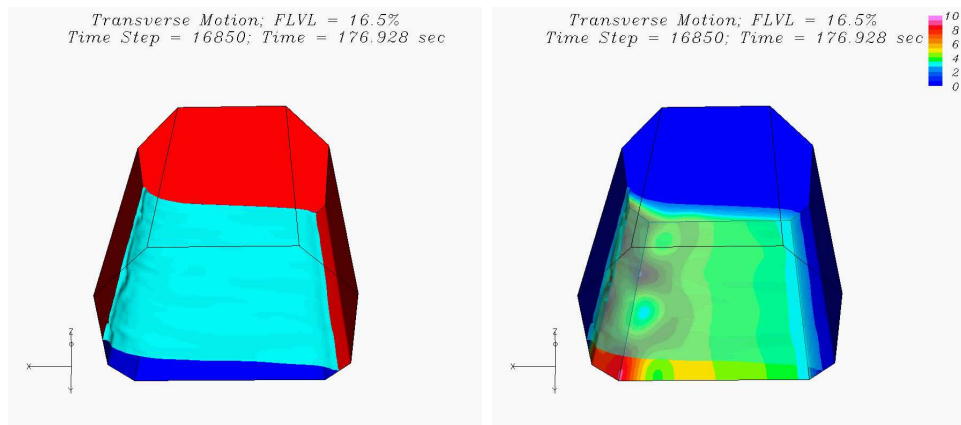 Transverse Motion; FLVL = 16.5%
Time Step = 16850; Time = 176.928 sec
Z
X
Y
Transverse Motion; FLVL = 16.5%
Time Step = 16850; Time = 176.928 sec
10
8
6
4
2
0
Z
X
Y